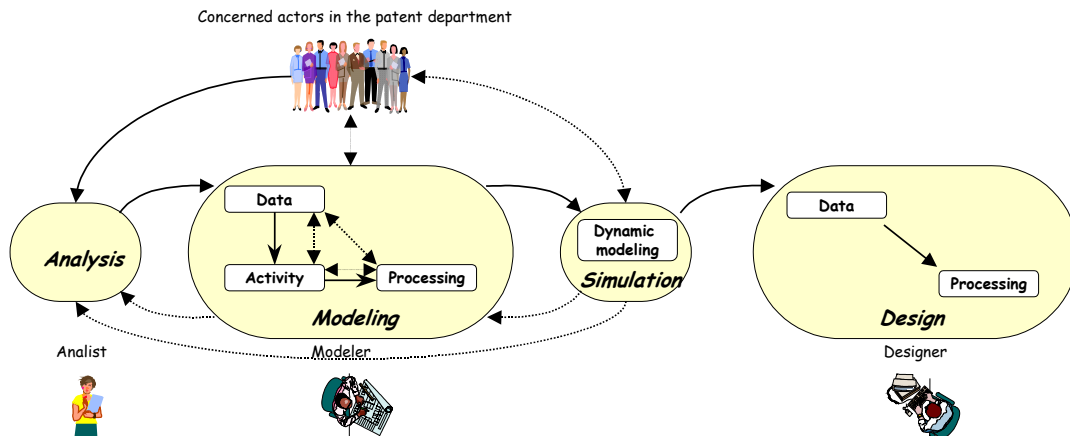 Concerned actors in the patent department
Data
Activity
Processing
Modeling
Analysis
Dynamic
modeling
Simulation
Data
Processing
Design
Analist
Modeler
Designer